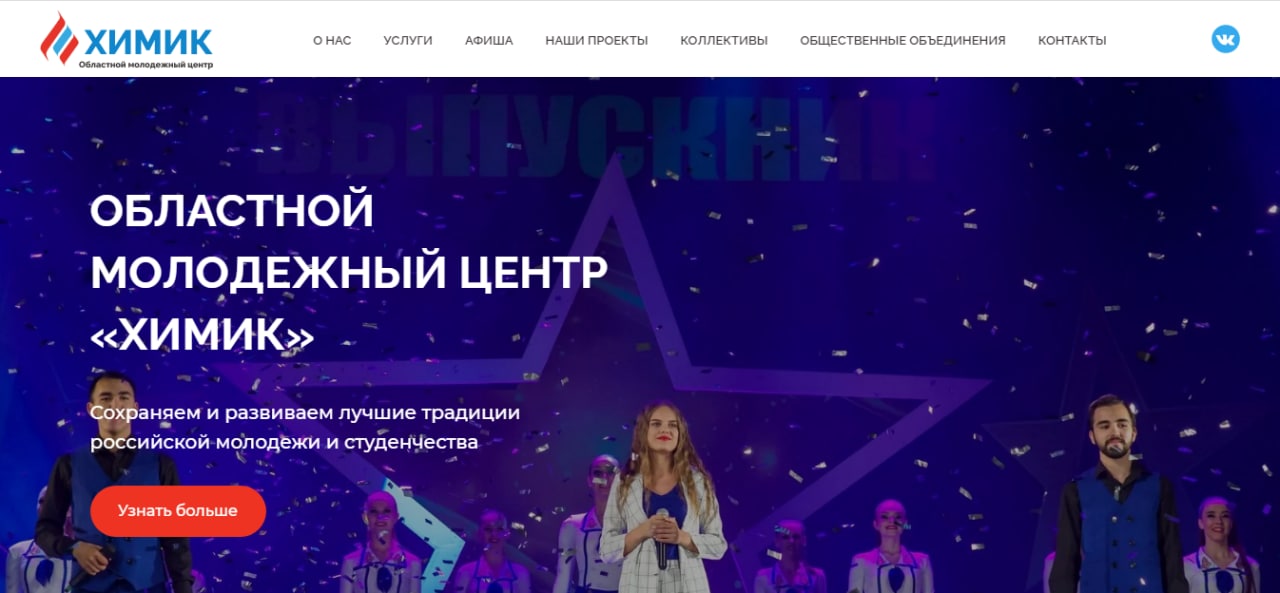 ХИМИК
Областной молодежный центр
О НАС УСЛУГИ АФИША НАШИ ПРОЕКТЫ КОЛЛЕКТИВЫ ОБЩЕСТВЕННЫЕ ОБЪЕДИНЕНИЯ КОНТАКТЫ
ВЫПУСКНИК
ОБЛАСТНОЙ
МОЛОДЕЖНЫЙ ЦЕНТР
«ХИМИК»
Сохраняем и развиваем лучшие традиции
российской молодежи и студенчества
Узнать больше